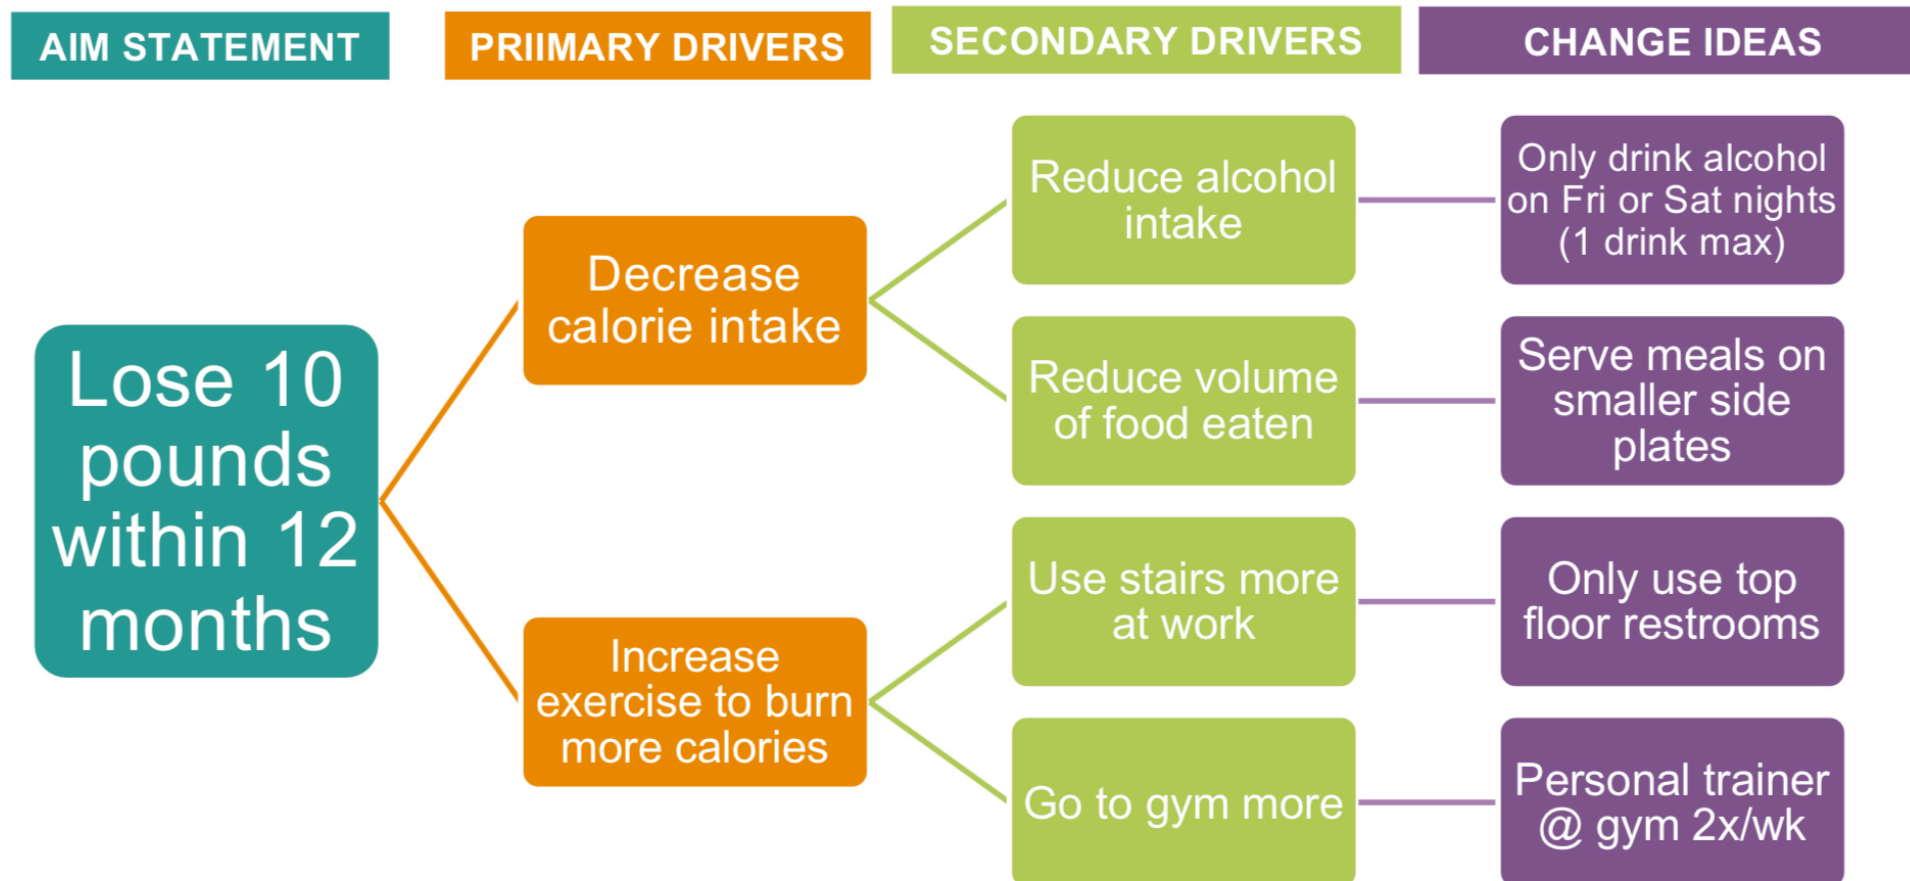 AIM STATEMENT
PRIIMARY DRIVERS
SECONDARY DRIVERS
CHANGE IDEAS
Lose 10
pounds
within 12
months
Decrease
calorie intake
Increase
exercise to burn
more calories
Reduce alcohol
intake
Reduce volume
of food eaten
Use stairs more
at work
Go to gym more
Only drink alcohol
on Fri or Sat nights
(1 drink max)
Serve meals on
smaller side
plates
Only use top
floor restrooms
Personal trainer
@ gym 2x/wk